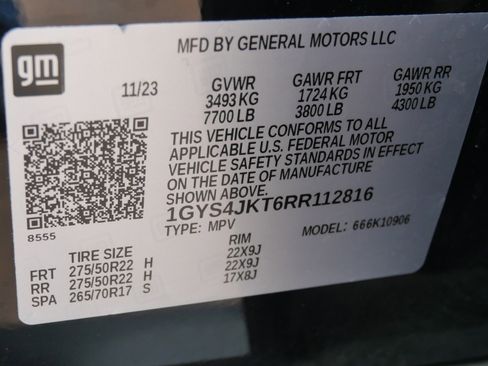 gm
MFD BY GENERAL MOTORS LLC
11/23 GVWR GAWR FRT GAWR RR
3493 KG 1724 KG 1950 KG
7700 LB 3800 LB 4300 LB
THIS VEHICLE CONFORMS TO ALL
APPLICABLE U.S. FEDERAL MOTOR
VEHICLE SAFETY STANDARDS IN EFFECT
ON THE DATE OF MANUFACTURE
SHOWN ABOVE.
1GYS4JKT6RR112816
8555
TYPE: MPV MODEL: 666K10906
TIRE SIZE RIM
FRT 275/50R22 H 22X9J
RR 275/50R22 H 22X9J
SPA 265/70R17 S 17X8J